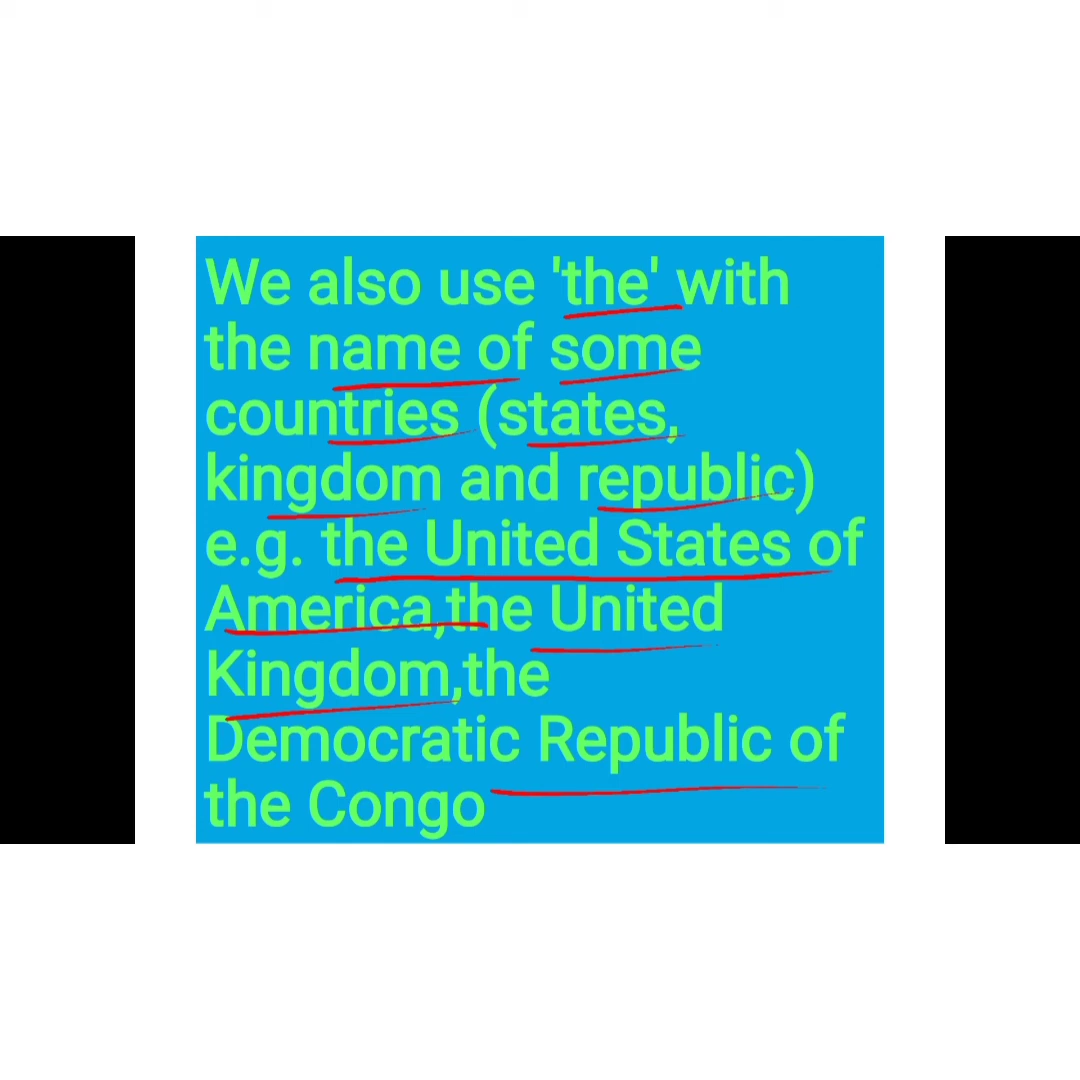 We also use 'the' with
the name of some
countries (states,
kingdom and republic)
e.g. the United States of
America,the United
Kingdom,the
Democratic Republic of
the Congo